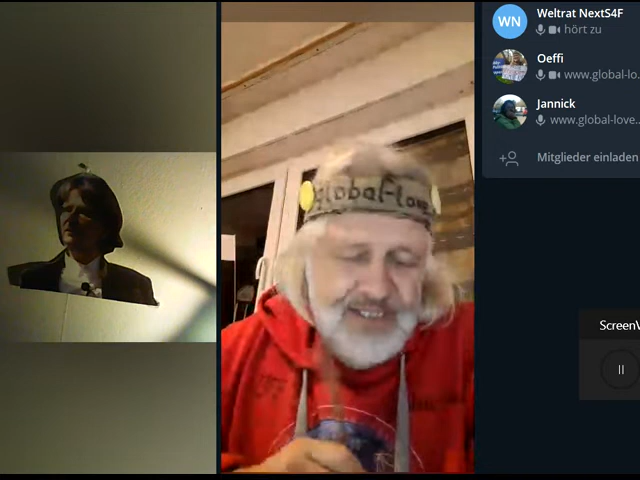 global-love
WN
Weltrat NextS4F
hört zu
Oeffi
www.global-lo...
Jannick
www.global-love...
Mitglieder einladen
ScreenV